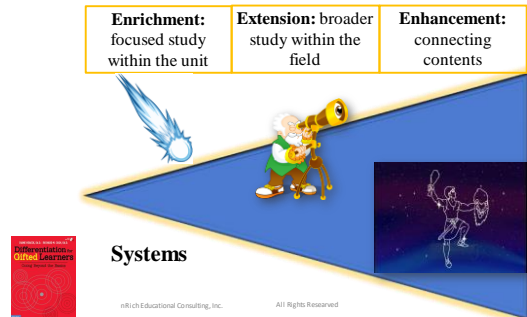 Enrichment:
focused study
within the unit
Extension: broader
study within the
field
Enhancement:
connecting
contents
Systems
Differentiation for
Gifted Learners
nRich Educational Consulting, Inc.
All Rights Researved